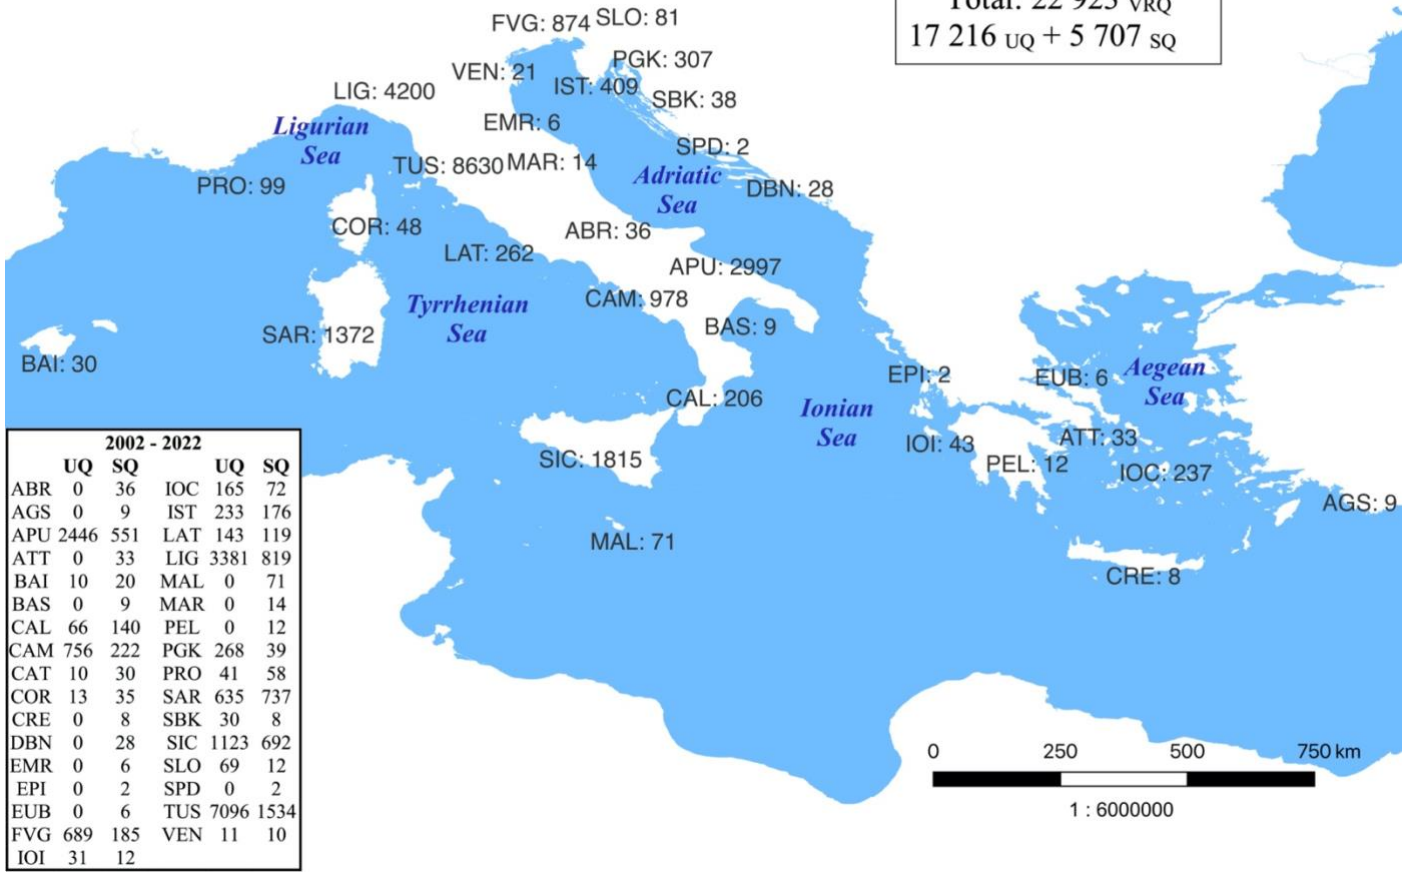 Total: 22 923 VRQ
17 216 UQ + 5 707 SQ
FVG: 874
SLO: 81
PGK: 307
VEN: 21
IST: 409
LIG: 4200
SBK: 38
Ligurian
Sea
EMR: 6
SPD: 2
TUS: 8630
MAR: 14
Adriatic
Sea
PRO: 99
DBN: 28
COR: 48
ABR: 36
LAT: 262
APU: 2997
Tyrrhenian
Sea
CAM: 978
SAR: 1372
BAS: 9
BAI: 30
EPI: 2
EUB: 6
Aegean
Sea
CAL: 206
Ionian
Sea
IOI: 43
ATT: 33
SIC: 1815
PEL: 12
IOC: 237
AGS: 9
MAL: 71
CRE: 8
2002 - 2022
UQ SQ UQ SQ
ABR 0 36 IOC 165 72
AGS 0 9 IST 233 176
APU 2446 551 LAT 143 119
ATT 0 33 LIG 3381 819
BAI 10 20 MAL 0 71
BAS 0 9 MAR 0 14
CAL 66 140 PEL 0 12
CAM 756 222 PGK 268 39
CAT 10 30 PRO 41 58
COR 13 35 SAR 635 737
CRE 0 8 SBK 30 8
DBN 0 28 SIC 1123 692
EMR 0 6 SLO 69 12
EPI 0 2 SPD 0 2
EUB 0 6 TUS 7096 1534
FVG 689 185 VEN 11 10
IOI 31 12
0 250 500 750 km
1 : 6000000